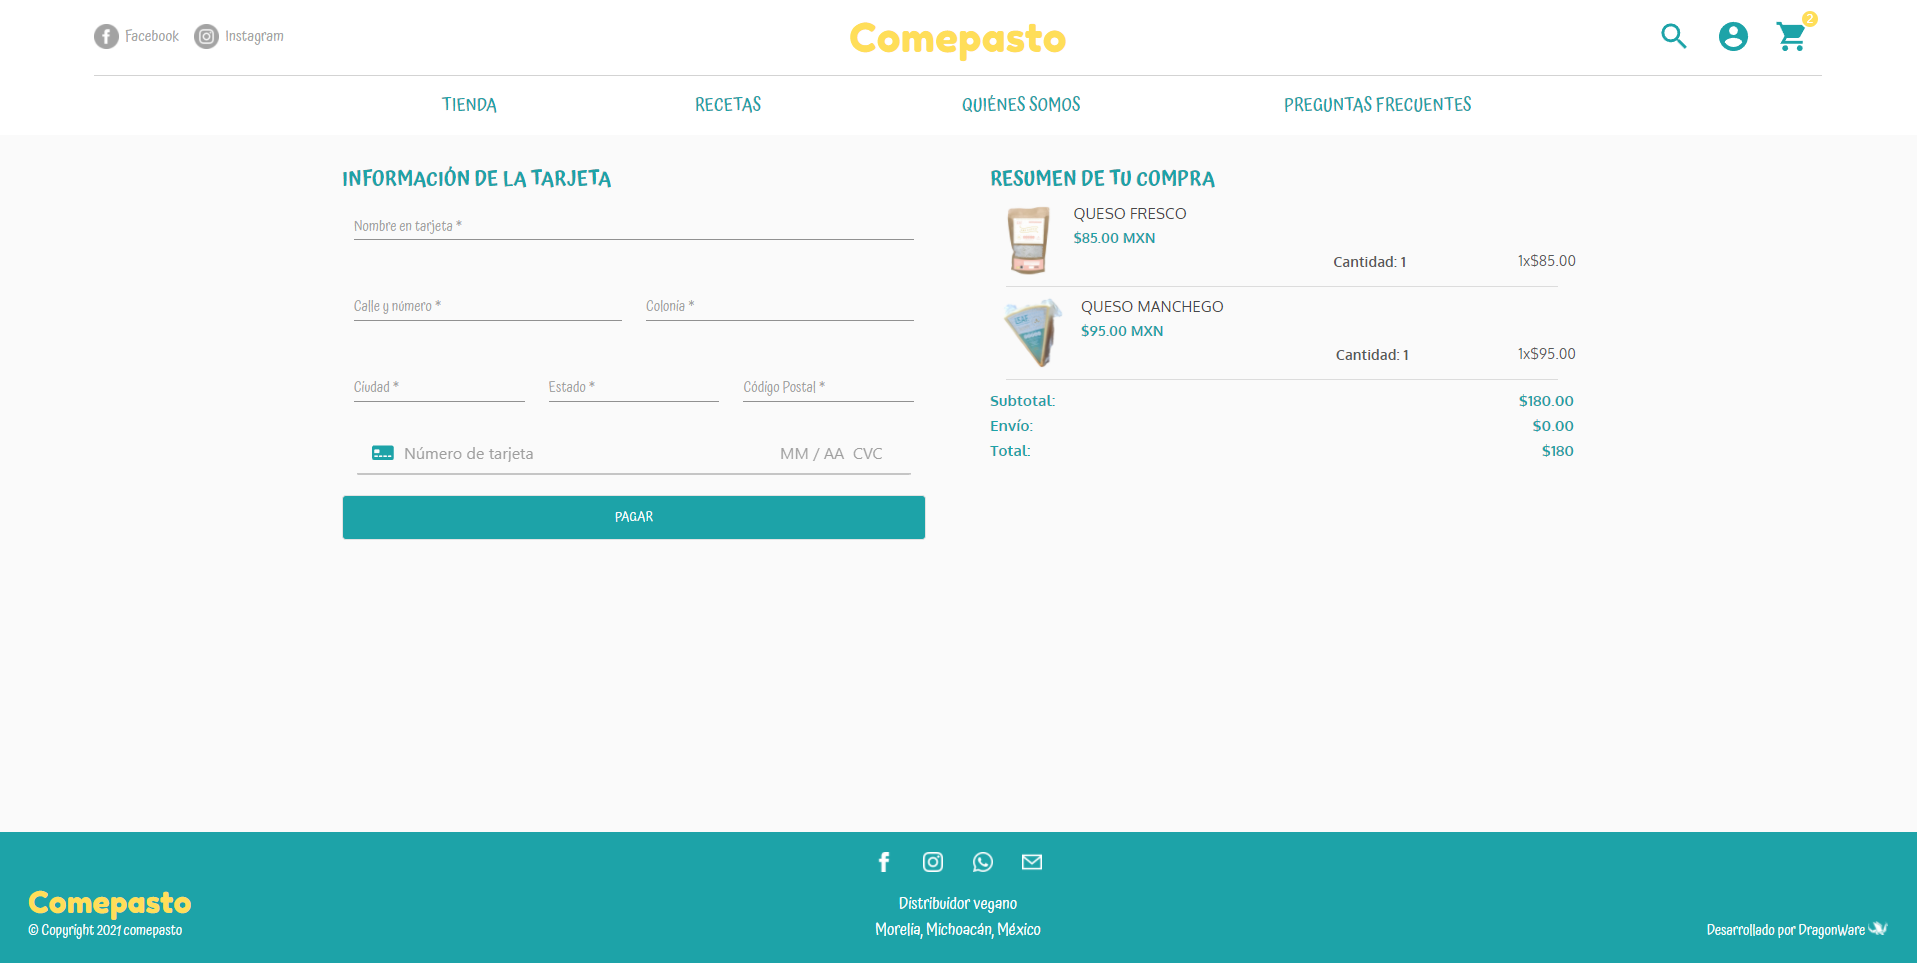 Facebook Instagram
Comepasto
2
TIENDA RECETAS QUIÉNES SOMOS PREGUNTAS FRECUENTES
INFORMACIÓN DE LA TARJETA
Nombre en tarjeta *
Calle y número * Colonia *
Ciudad * Estado * Código Postal *
Número de tarjeta MM / AA CVC
PAGAR
RESUMEN DE TU COMPRA
QUESO FRESCO
$85.00 MXN
Cantidad: 1 1x$85.00
QUESO MANCHEGO
$95.00 MXN
Cantidad: 1 1x$95.00
Subtotal: $180.00
Envío: $0.00
Total: $180
Comepasto
© Copyright 2021 comepasto
Distribuidor vegano
Morelia, Michoacán, México
Desarrollado por DragonWare